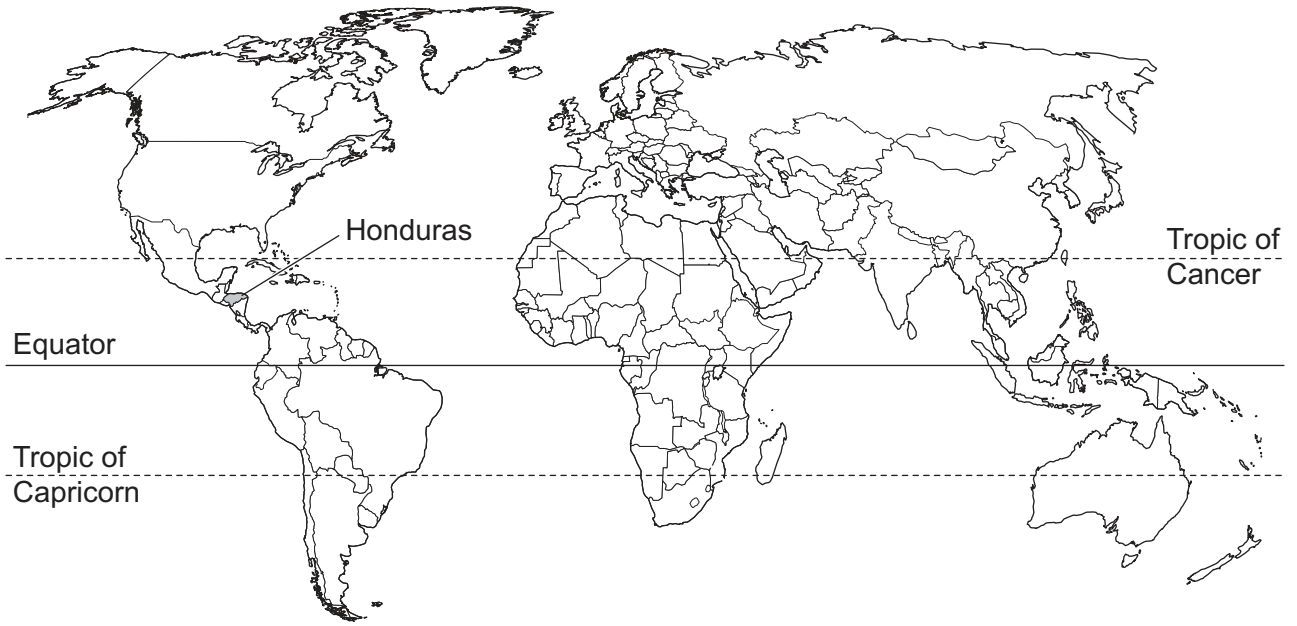 Honduras
Tropic of
Cancer
Equator
Tropic of
Capricorn